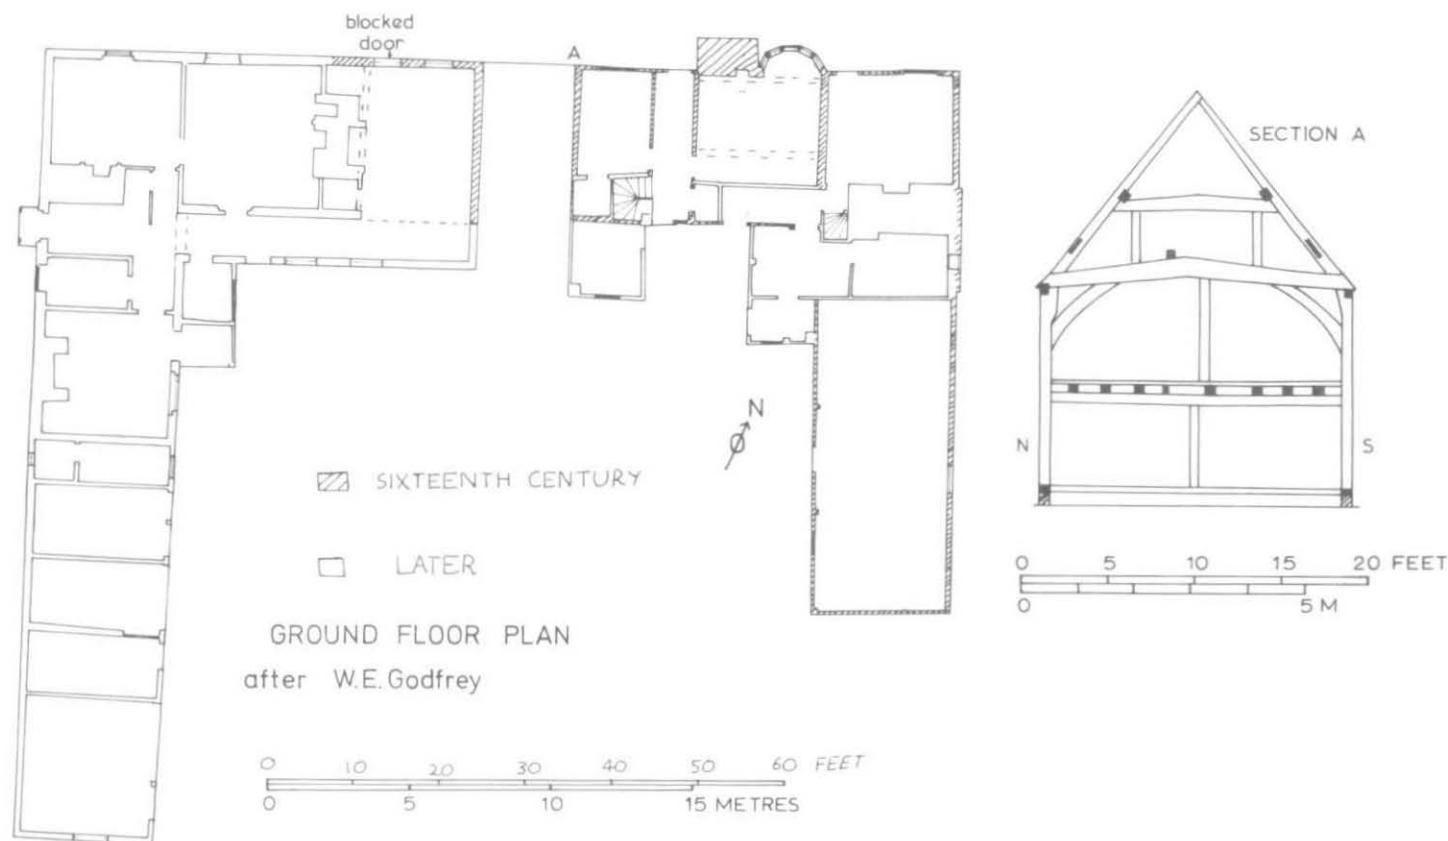 blocked
door
A
SECTION A
N
N S
SIXTEENTH CENTURY
LATER
GROUND FLOOR PLAN
after W.E.Godfrey
0 5 10 15 20 FEET
0 5 M
0 10 20 30 40 50 60 FEET
0 5 10 15 METRES